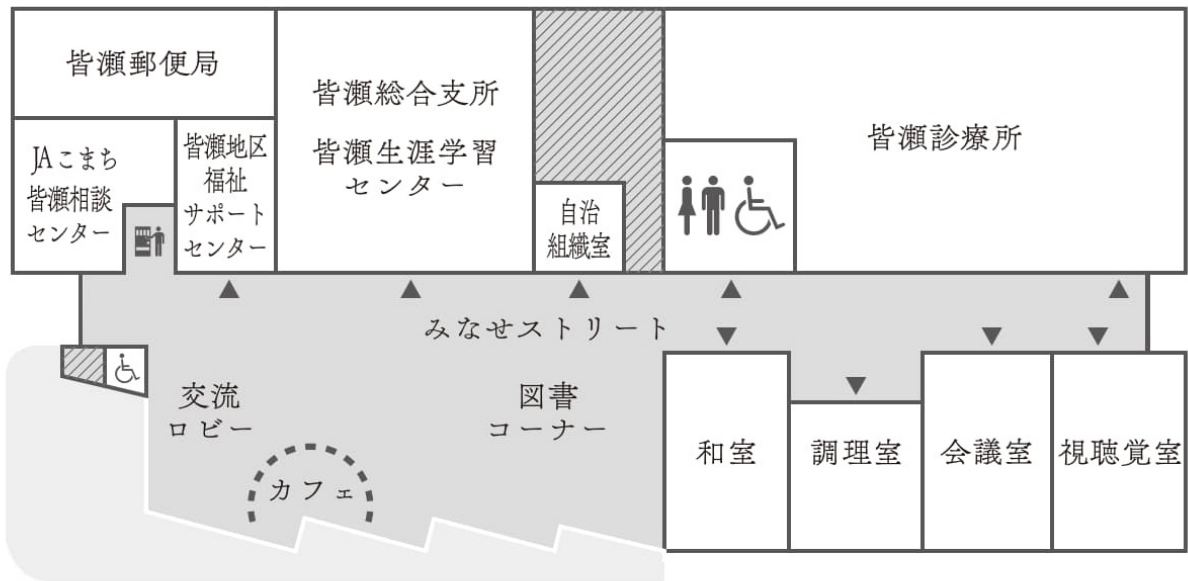 皆瀬郵便局
JAこまち
皆瀬相談
センター
皆瀬地区
福祉
サポート
センター
皆瀬総合支所
皆瀬生涯学習
センター
自治
組織室
皆瀬診療所
みなせストリート
交流
ロビー
図書
コーナー
カフェ
和室
調理室
会議室
視聴覚室